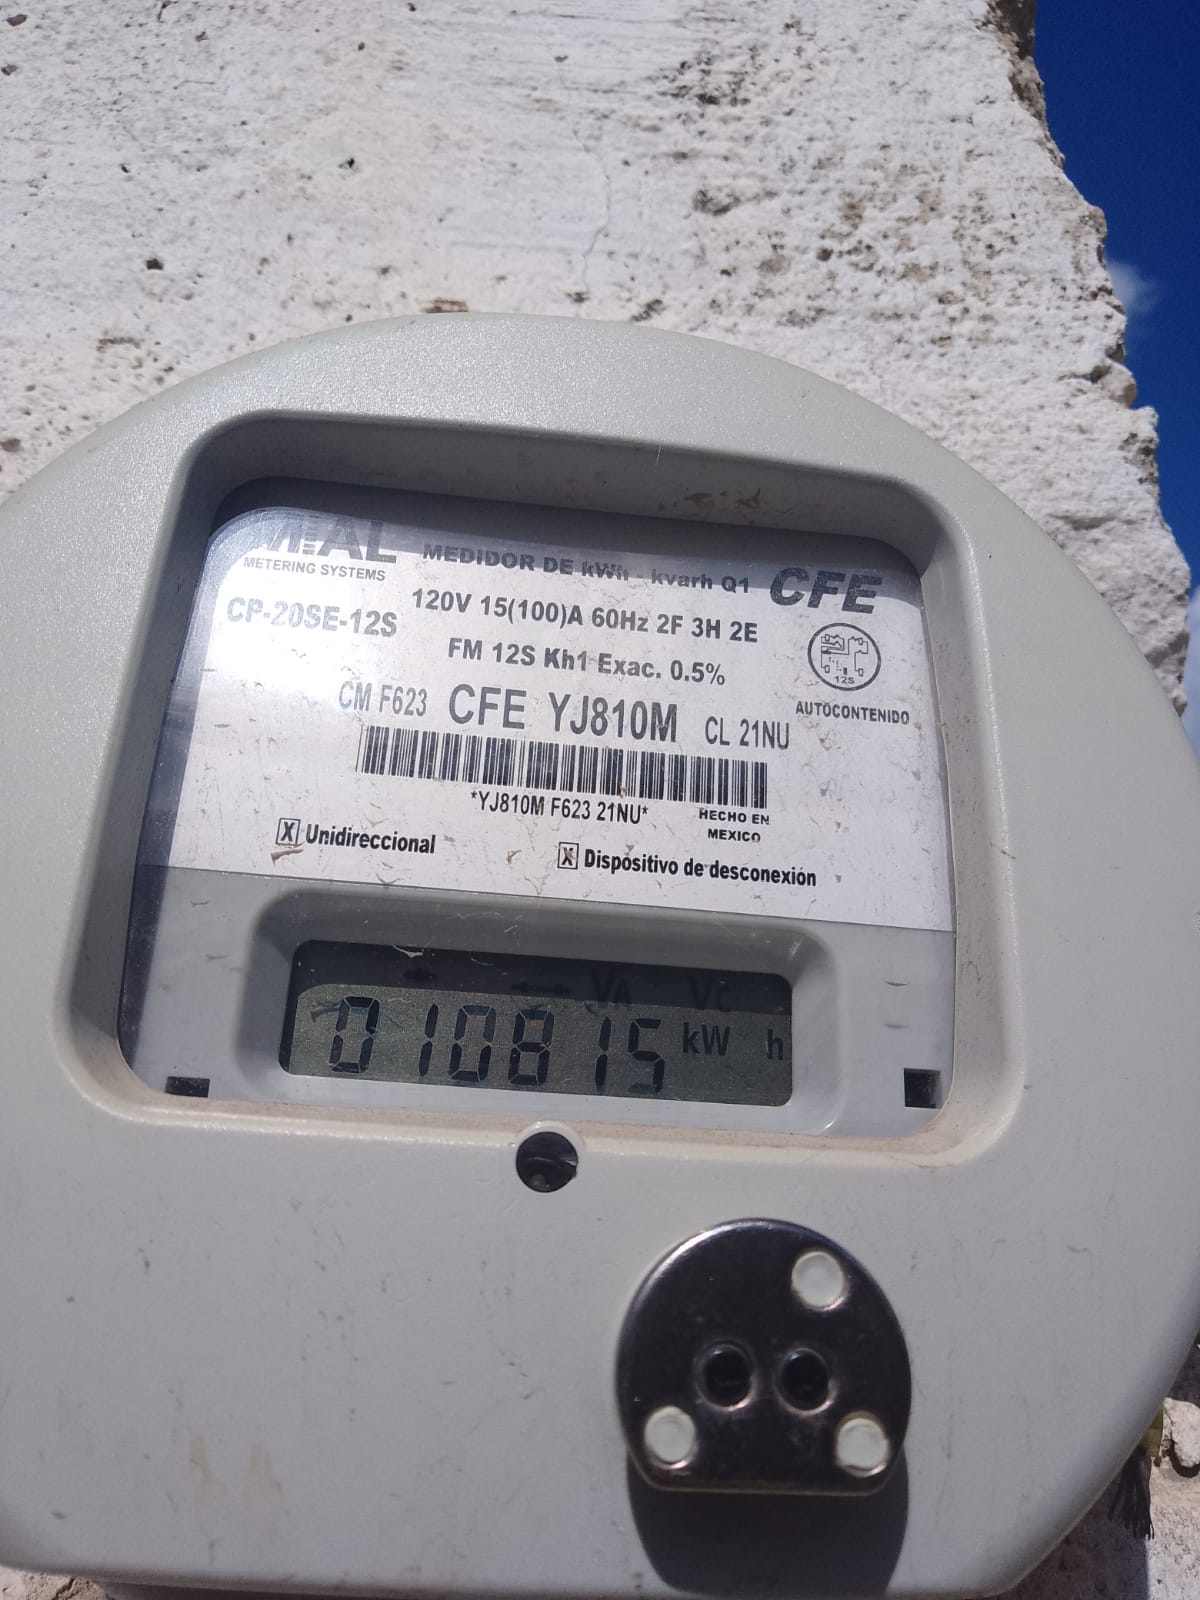 METERING SYSTEMS
MEDIDOR DE kWh - kvarh Q1
CFE
CP-20SE-12S
120V 15(100)A 60Hz 2F 3H 2E
FM 12S Kh1 Exac. 0.5%
12S
AUTOCONTENIDO
CM F623 CFE YJ810M CL 21NU
*YJ810M F623 21NU*
HECHO EN
MEXICO
X Unidireccional
X Dispositivo de desconexión
VA VC
010815 kW h